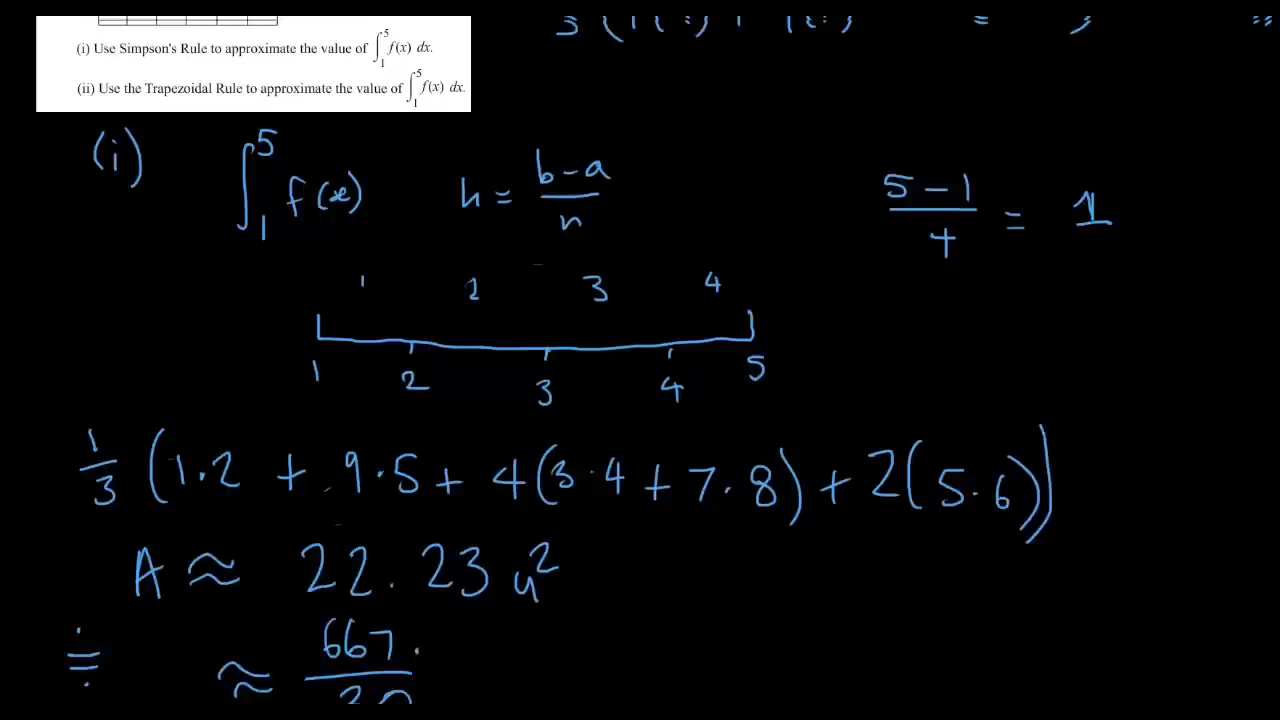 (i) Use Simpson's Rule to approximate the value of ∫₁⁵ f(x) dx.
(ii) Use the Trapezoidal Rule to approximate the value of ∫₁⁵ f(x) dx.
(i) ∫₁⁵ f(x) h = (b-a)/n (5-1)/4 = 1
1 2 3 4
1 2 3 4 5
1/3 (1.2 + 9.5 + 4(3.4 + 7.8) + 2(5.6))
A ≈ 22.23 u²
≑ ≈ 667/30